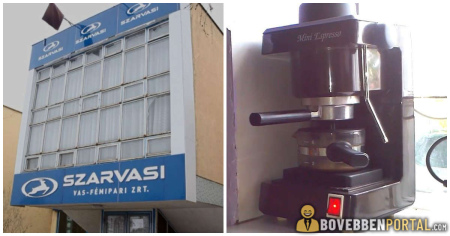 SZARVASI
SZARVASI
SZARVASI
SZARVASI
VAS-FÉMIPARI ZRT.
Mini Espresso
BOVEBBENPORTAL.COM